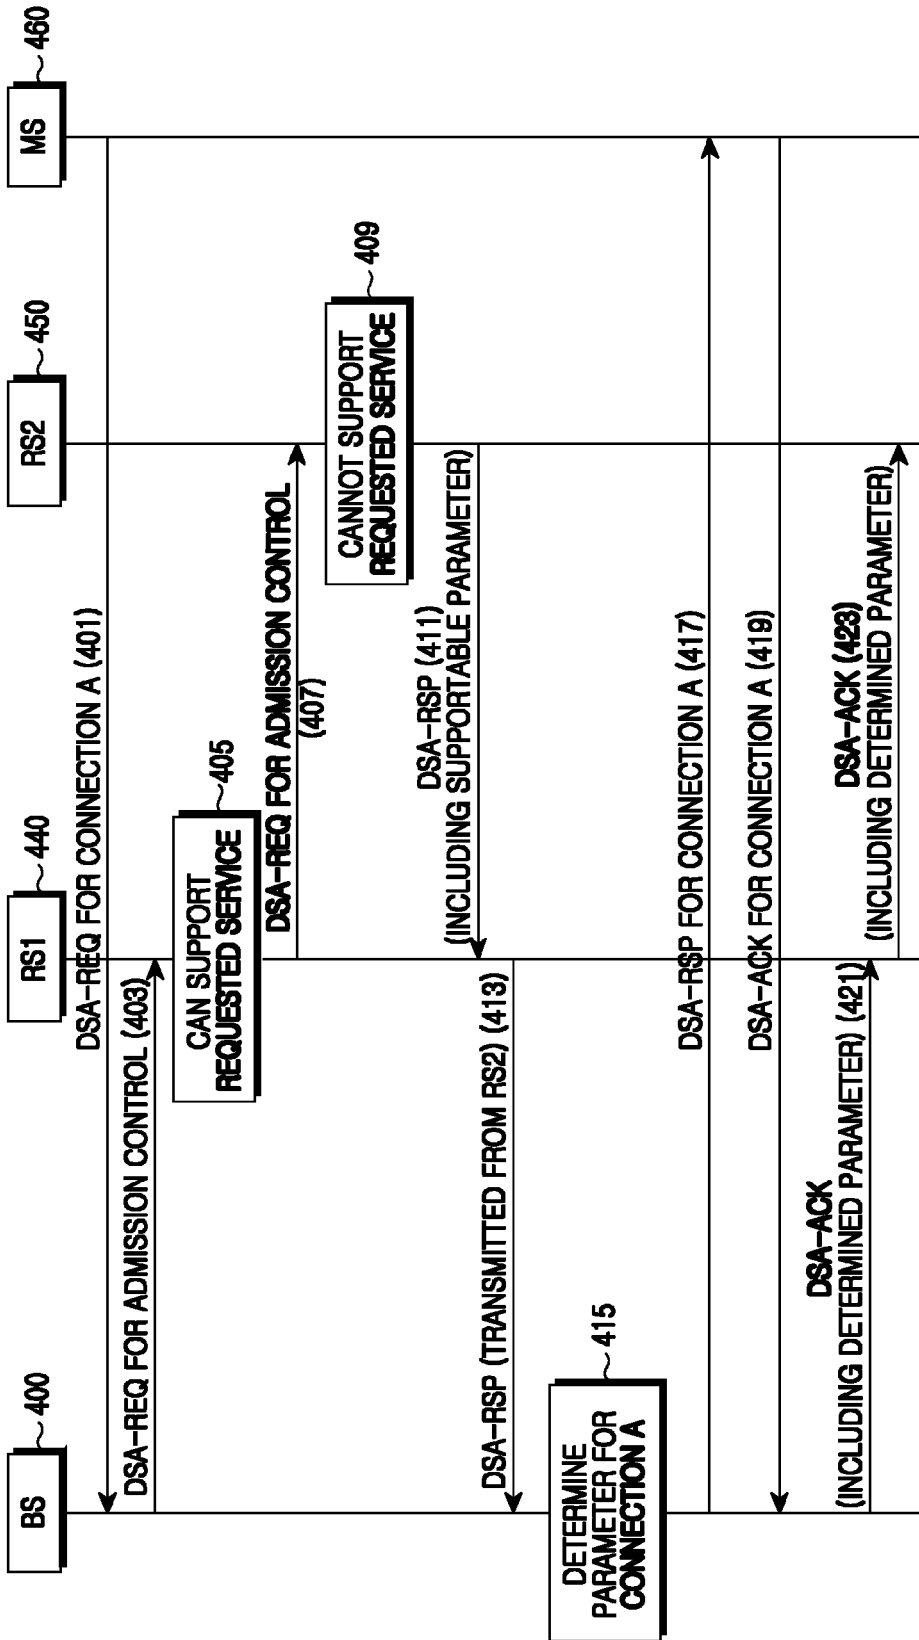 BS
400
RS1
440
RS2
450
MS
460
DSA-REQ FOR CONNECTION A (401)
DSA-REQ FOR ADMISSION CONTROL (403)
CAN SUPPORT
REQUESTED SERVICE
405
DSA-REQ FOR ADMISSION CONTROL
(407)
CANNOT SUPPORT
REQUESTED SERVICE
409
DSA-RSP (411)
(INCLUDING SUPPORTABLE PARAMETER)
DSA-RSP (TRANSMITTED FROM RS2) (413)
DETERMINE
PARAMETER FOR
CONNECTION A
415
DSA-RSP FOR CONNECTION A (417)
DSA-ACK FOR CONNECTION A (419)
DSA-ACK
(INCLUDING DETERMINED PARAMETER) (421)
DSA-ACK (423)
(INCLUDING DETERMINED PARAMETER)